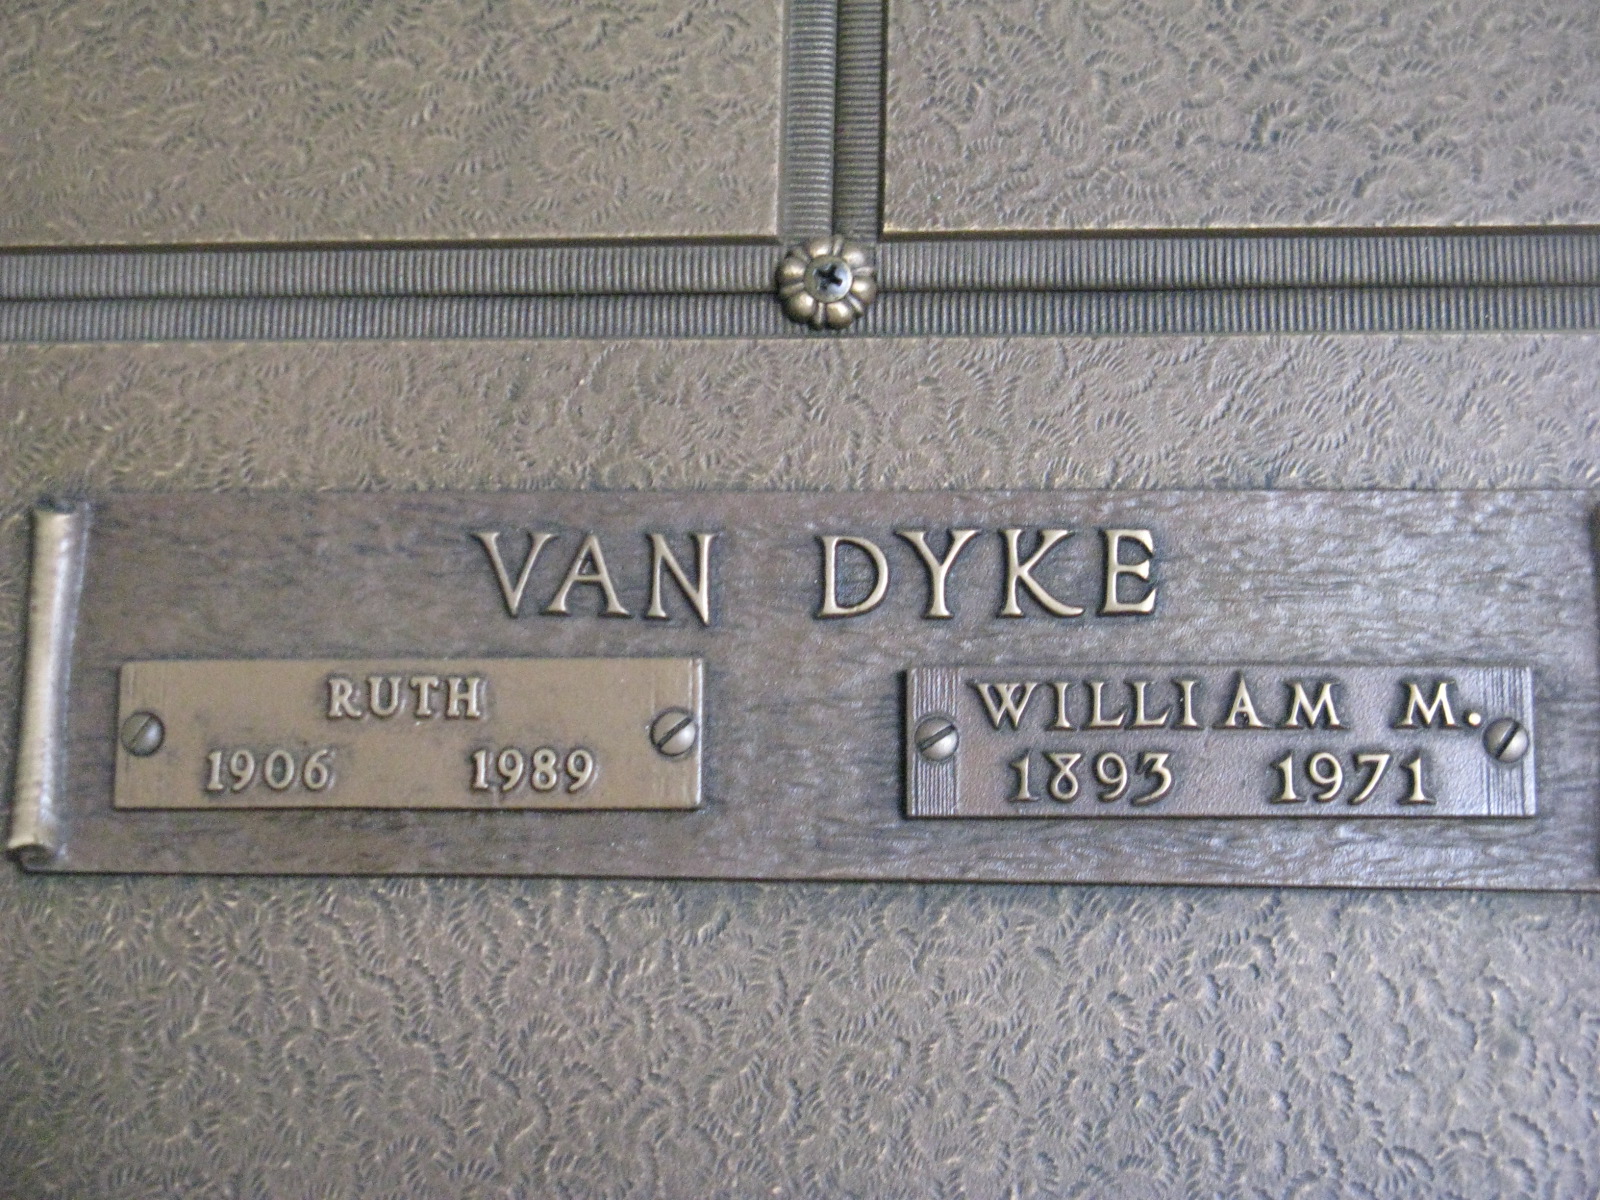 VAN DYKE
RUTH
1906 1989
WILLIAM M.
1893 1971